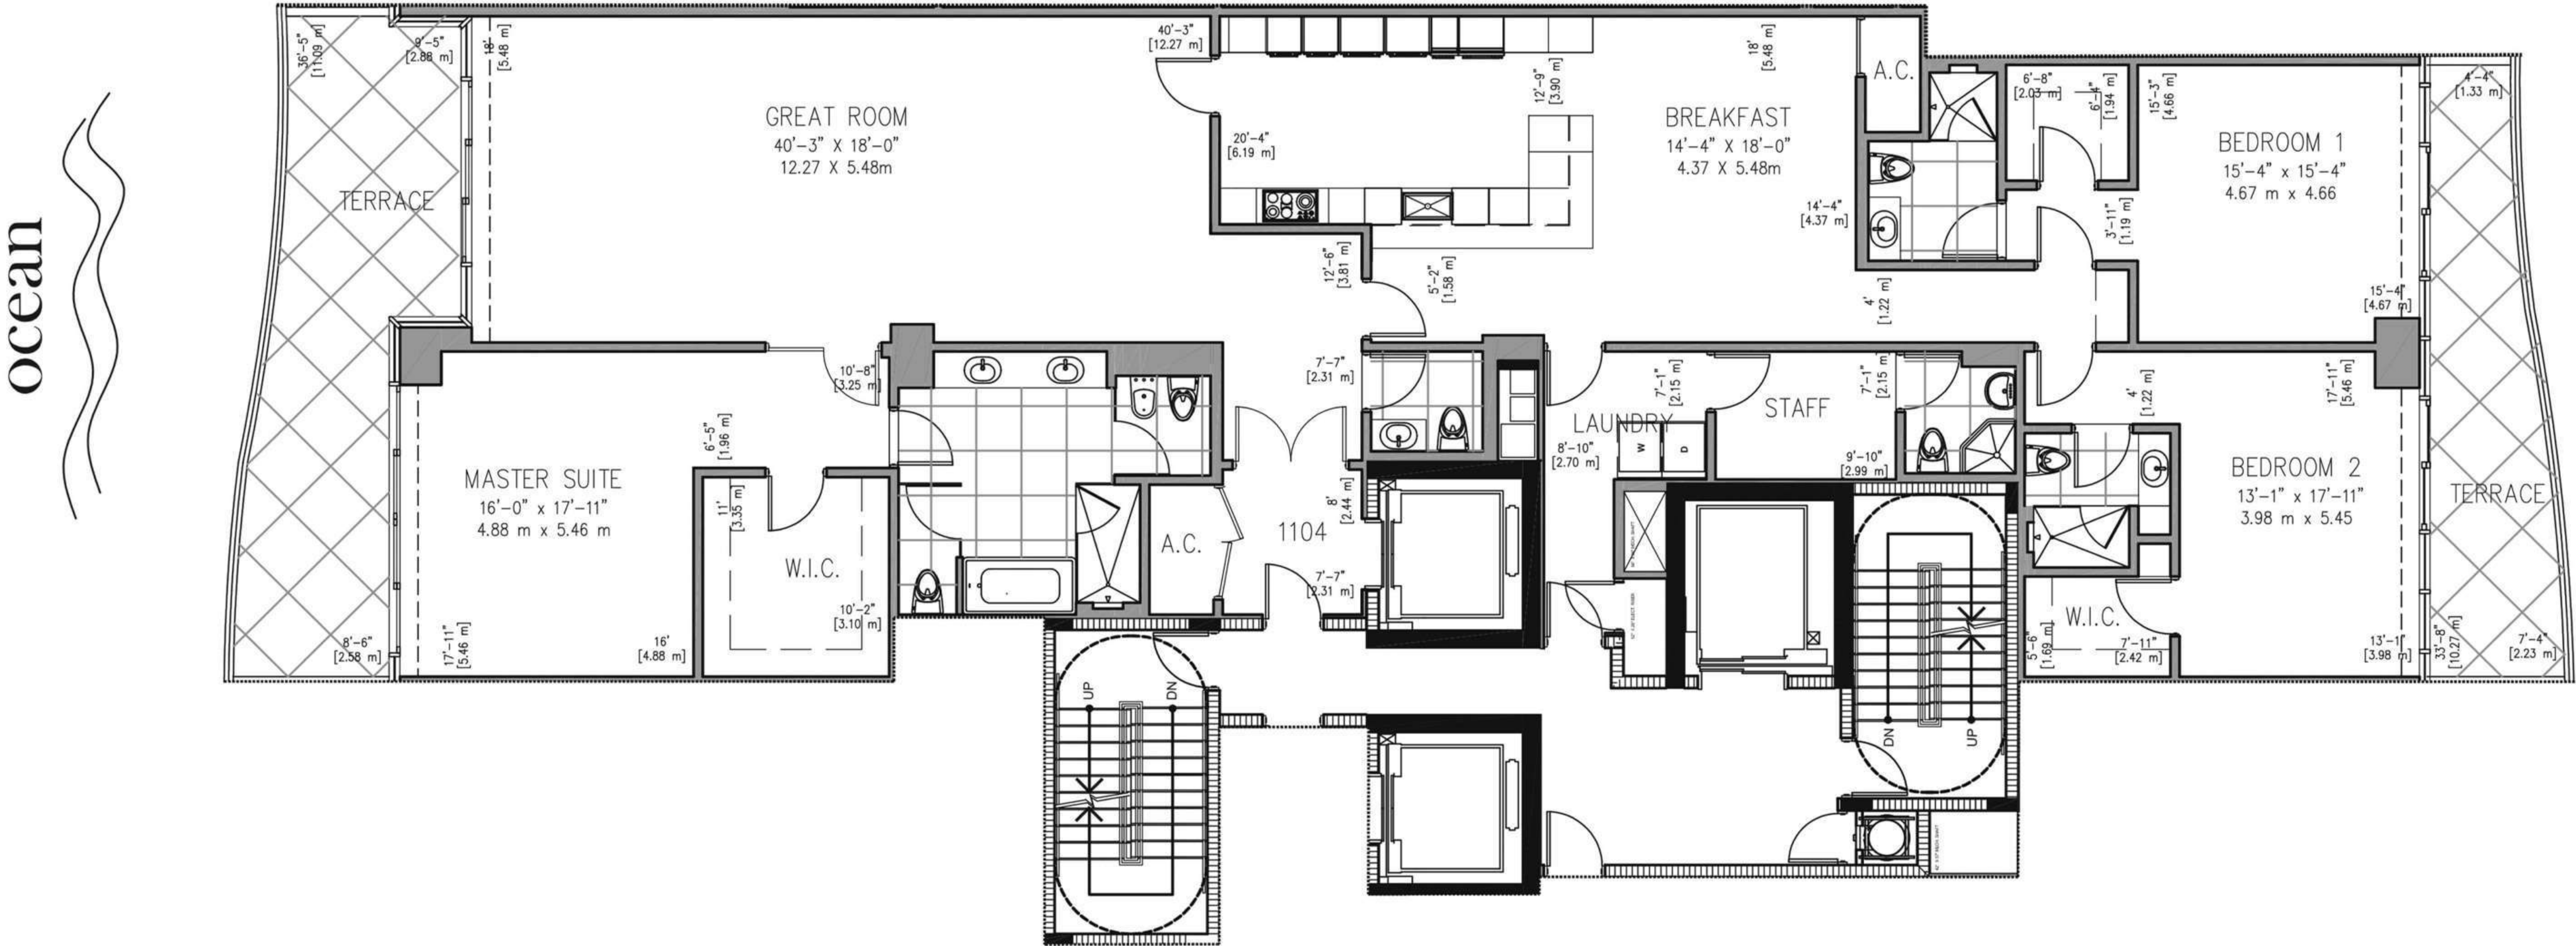 ocean
36'-5"
[11.09 m]
9'-5"
[2.88 m]
18'
[5.48 m]
TERRACE
GREAT ROOM
40'-3" X 18'-0"
12.27 X 5.48m
40'-3"
[12.27 m]
20'-4"
[6.19 m]
12'-9"
[3.90 m]
18'
[5.48 m]
BREAKFAST
14'-4" X 18'-0"
4.37 X 5.48m
14'-4"
[4.37 m]
A.C.
6'-8"
[2.03 m]
6'-4"
[1.94 m]
15'-3"
[4.66 m]
BEDROOM 1
15'-4" x 15'-4"
4.67 m x 4.66
4'-4"
[1.33 m]
3'-11"
[1.19 m]
15'-4"
[4.67 m]
12'-6"
[3.81 m]
5'-2"
[1.58 m]
4'
[1.22 m]
MASTER SUITE
16'-0" x 17'-11"
4.88 m x 5.46 m
10'-8"
[3.25 m]
6'-5"
[1.96 m]
11'
[3.35 m]
W.I.C.
10'-2"
[3.10 m]
16'
[4.88 m]
17'-11"
[5.46 m]
8'-6"
[2.58 m]
A.C.
7'-7"
[2.31 m]
8'
[2.44 m]
1104
7'-7"
[2.31 m]
LAUNDRY
8'-10"
[2.70 m]
7'-1"
[2.15 m]
W
D
STAFF
7'-1"
[2.15 m]
9'-10"
[2.99 m]
4'
[1.22 m]
17'-11"
[5.46 m]
BEDROOM 2
13'-1" x 17'-11"
3.98 m x 5.45
TERRACE
W.I.C.
5'-6"
[1.69 m]
7'-11"
[2.42 m]
13'-1"
[3.98 m]
33'-8"
[10.27 m]
7'-4"
[2.23 m]
UP
DN
DN
UP